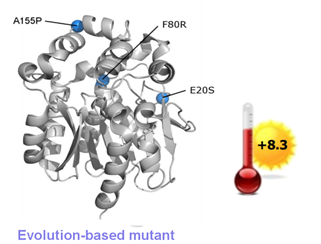 A155P
F80R
E20S
+8.3
Evolution-based mutant